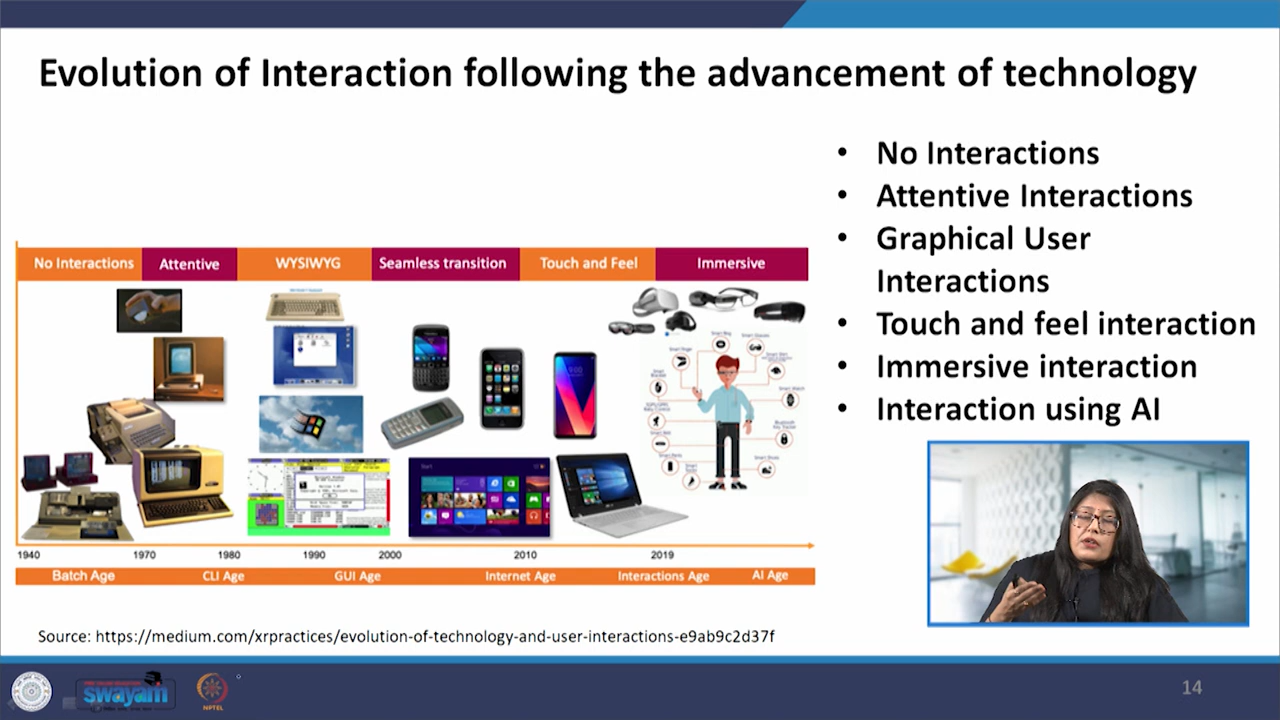 Evolution of Interaction following the advancement of technology
• No Interactions
• Attentive Interactions
• Graphical User
Interactions
• Touch and feel interaction
• Immersive interaction
• Interaction using AI
No Interactions Attentive WYSIWYG Seamless transition Touch and Feel Immersive
1940 1970 1980 1990 2000 2010 2019
Batch Age CLI Age GUI Age Internet Age Interactions Age AI Age
Source: https://medium.com/xrpractices/evolution-of-technology-and-user-interactions-e9ab9c2d37f
swayam
NPTEL
14